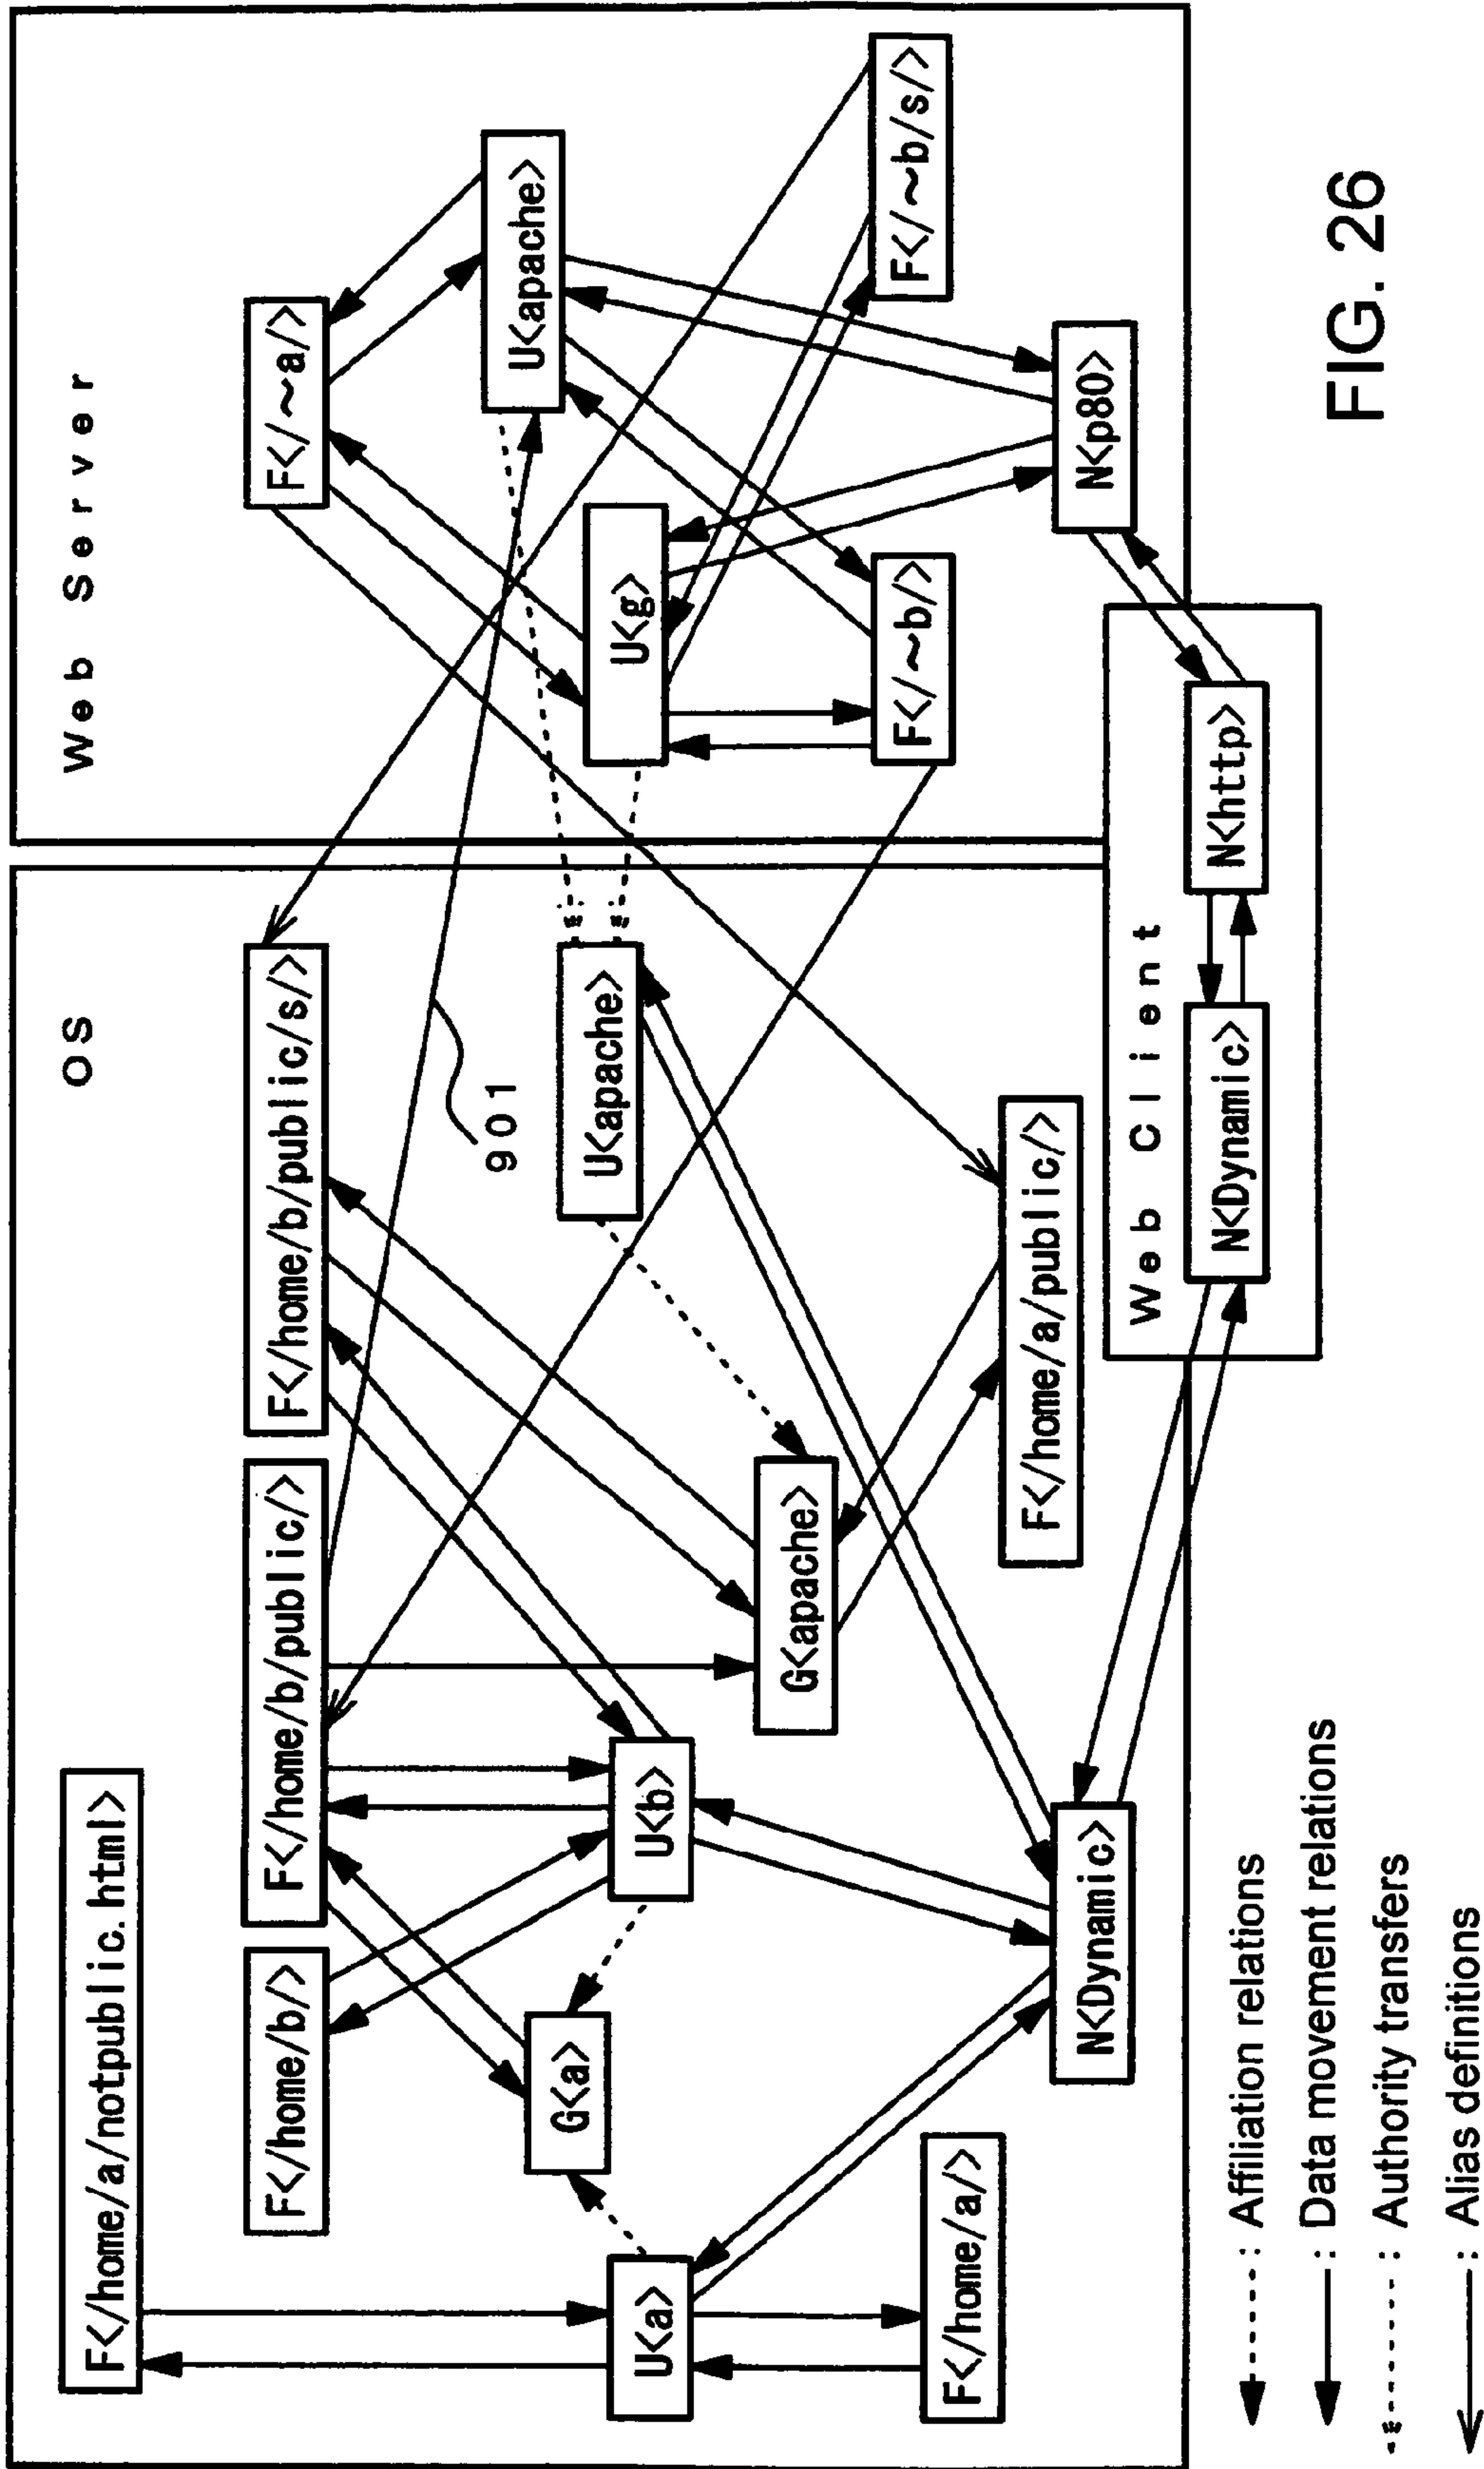 OS
Web Server
F</home/a/notpublic.html>
F</home/b/>
F</home/b/public/>
F</home/b/public/s/>
F</~a/>
901
U<apache>
U<apache>
G<a>
U<g>
U<a>
U<b>
G<apache>
F</home/a/>
F</~b/>
F</~b/s/>
F</home/a/public/>
N<Dynamic>
N<p80>
Web Client
N<Dynamic>
N<http>
: Affiliation relations
: Data movement relations
: Authority transfers
: Alias definitions
FIG. 26